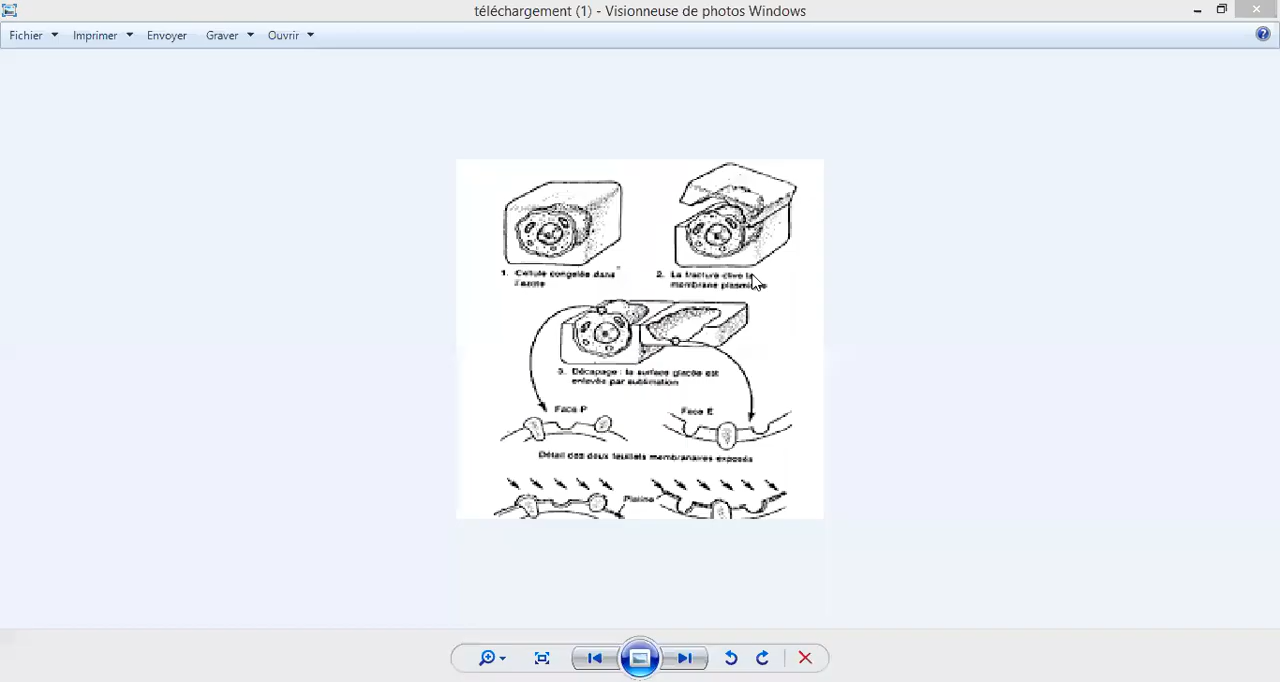 téléchargement (1) - Visionneuse de photos Windows
Fichier Imprimer Envoyer Graver Ouvrir
1. Cellule congelée dans
l'azote
2. La fracture clive la
membrane plasmique
3. Décapage : la surface glacée est
enlevée par sublimation
Face P
Face E
Détail des deux feuillets membranaires exposés
Platine